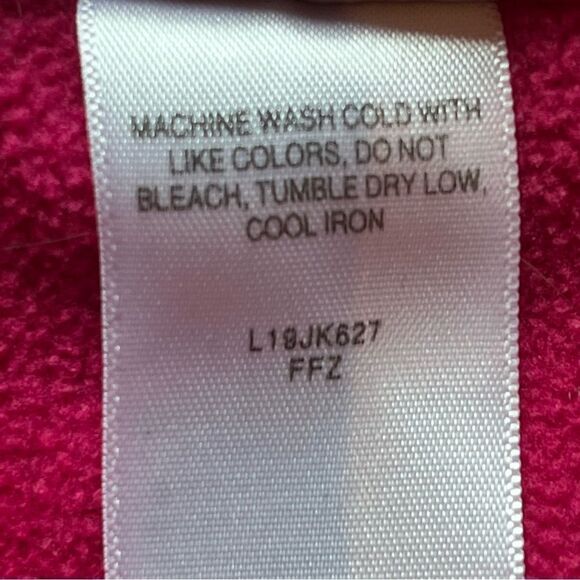 MACHINE WASH COLD WITH
LIKE COLORS, DO NOT
BLEACH, TUMBLE DRY LOW,
COOL IRON
L19JK627
FFZ